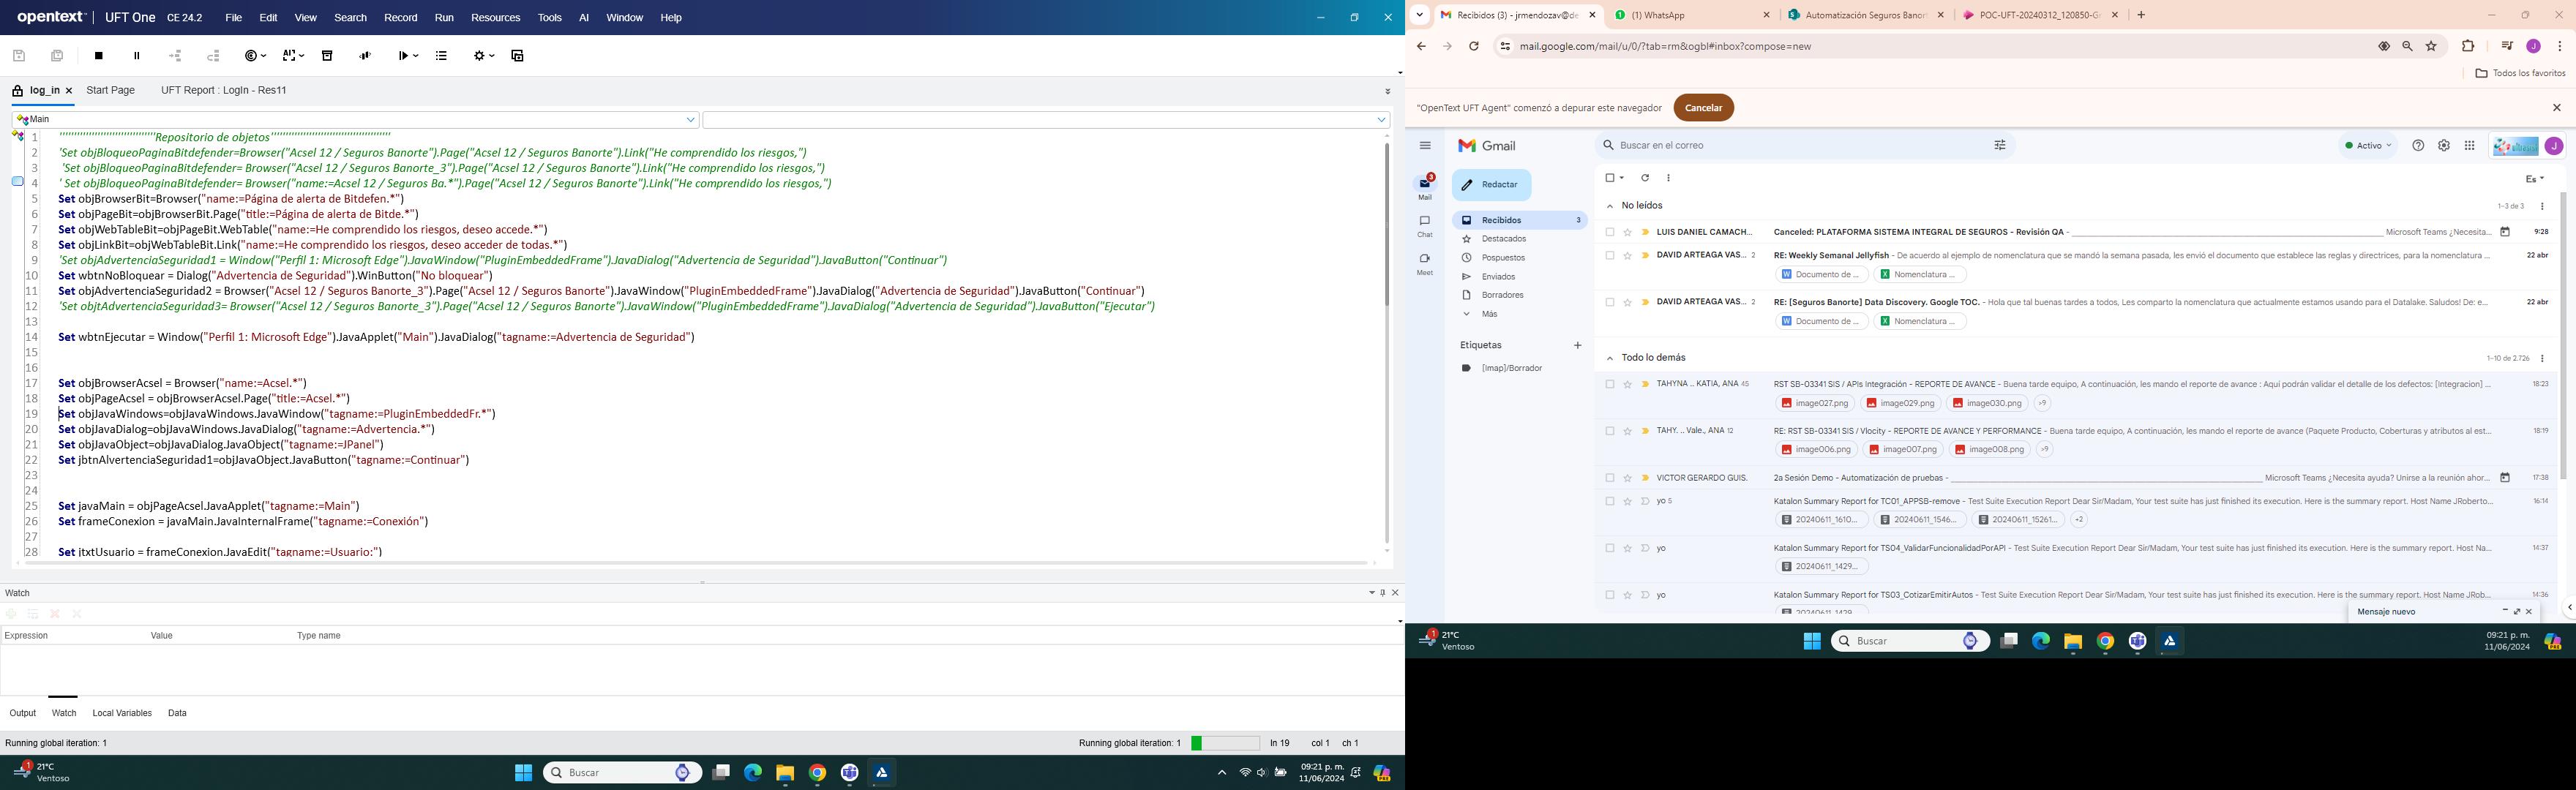 opentext | UFT One CE 24.2 File Edit View Search Record Run Resources Tools AI Window Help
log_in Start Page UFT Report : LogIn - Res11
Main
1 ''''''''''''''''''''''''''''''''Repositorio de objetos''''''''''''''''''''''''''''''''''''''''
2 'Set objBloqueoPaginaBitdefender=Browser("Acsel 12 / Seguros Banorte").Page("Acsel 12 / Seguros Banorte").Link("He comprendido los riesgos,")
3 'Set objBloqueoPaginaBitdefender= Browser("Acsel 12 / Seguros Banorte_3").Page("Acsel 12 / Seguros Banorte").Link("He comprendido los riesgos,")
4 ' Set objBloqueoPaginaBitdefender= Browser("name:=Acsel 12 / Seguros Ba.*").Page("Acsel 12 / Seguros Banorte").Link("He comprendido los riesgos,")
5 Set objBrowserBit=Browser("name:=Página de alerta de Bitdefen.*")
6 Set objPageBit=objBrowserBit.Page("title:=Página de alerta de Bitde.*")
7 Set objWebTableBit=objPageBit.WebTable("name:=He comprendido los riesgos, deseo accede.*")
8 Set objLinkBit=objWebTableBit.Link("name:=He comprendido los riesgos, deseo acceder de todas.*")
9 'Set objAdvertenciaSeguridad1 = Window("Perfil 1: Microsoft Edge").JavaWindow("PluginEmbeddedFrame").JavaDialog("Advertencia de Seguridad").JavaButton("Continuar")
10 Set wbtnNoBloquear = Dialog("Advertencia de Seguridad").WinButton("No bloquear")
11 Set objAdvertenciaSeguridad2 = Browser("Acsel 12 / Seguros Banorte_3").Page("Acsel 12 / Seguros Banorte").JavaWindow("PluginEmbeddedFrame").JavaDialog("Advertencia de Seguridad").JavaButton("Continuar")
12 'Set objtAdvertenciaSeguridad3= Browser("Acsel 12 / Seguros Banorte_3").Page("Acsel 12 / Seguros Banorte").JavaWindow("PluginEmbeddedFrame").JavaDialog("Advertencia de Seguridad").JavaButton("Ejecutar")
13
14 Set wbtnEjecutar = Window("Perfil 1: Microsoft Edge").JavaApplet("Main").JavaDialog("tagname:=Advertencia de Seguridad")
15
16
17 Set objBrowserAcsel = Browser("name:=Acsel.*")
18 Set objPageAcsel = objBrowserAcsel.Page("title:=Acsel.*")
19 Set objJavaWindows=objJavaWindows.JavaWindow("tagname:=PluginEmbeddedFr.*")
20 Set objJavaDialog=objJavaWindows.JavaDialog("tagname:=Advertencia.*")
21 Set objJavaObject=objJavaDialog.JavaObject("tagname:=JPanel")
22 Set jbtnAlvertenciaSeguridad1=objJavaObject.JavaButton("tagname:=Continuar")
23
24
25 Set javaMain = objPageAcsel.JavaApplet("tagname:=Main")
26 Set frameConexion = javaMain.JavaInternalFrame("tagname:=Conexión")
27
28 Set jtxtUsuario = frameConexion.JavaEdit("tagname:=Usuario:")
Watch
Expression Value Type name
Output Watch Local Variables Data
Running global iteration: 1 Running global iteration: 1 ln 19 col 1 ch 1
1 21°C
Ventoso
Buscar
09:21 p. m.
11/06/2024
Recibidos (3) - jrmendozav@de (1) WhatsApp Automatización Seguros Banor POC-UFT-20240312_120850-G
mail.google.com/mail/u/0/?tab=rm&ogbl#inbox?compose=new J
Todos los favoritos
"OpenText UFT Agent" comenzó a depurar este navegador Cancelar
Gmail Buscar en el correo Activo J
3
Mail
Chat
Meet
Redactar
Recibidos 3
Destacados
Pospuestos
Enviados
Borradores
Más
Etiquetas
[Imap]/Borrador
Es
No leídos 1-3 de 3
LUIS DANIEL CAMACH... Canceled: PLATAFORMA SISTEMA INTEGRAL DE SEGUROS - Revisión QA - Microsoft Teams ¿Necesita... 9:28
DAVID ARTEAGA VAS... 2 RE: Weekly Semanal Jellyfish - De acuerdo al ejemplo de nomenclatura que se mandó la semana pasada, les envió el documento que establece las reglas y directrices, para la nomenclatura ... 22 abr
Documento de ... Nomenclatura ...
DAVID ARTEAGA VAS... 2 RE: [Seguros Banorte] Data Discovery. Google TOC. - Hola que tal buenas tardes a todos, Les comparto la nomenclatura que actualmente estamos usando para el Datalake. Saludos! De: e... 22 abr
Documento de ... Nomenclatura ...
Todo lo demás 1-10 de 2.726
TAHYNA .. KATIA, ANA 45 RST SB-03341 SIS / APIs Integración - REPORTE DE AVANCE - Buena tarde equipo, A continuación, les mando el reporte de avance : Aquí podrán validar el detalle de los defectos: [Integracion] ... 18:23
image027.png image029.png image030.png >9
TAHY. .. Vale., ANA 12 RE: RST SB-03341 SIS / Vlocity - REPORTE DE AVANCE Y PERFORMANCE - Buena tarde equipo, A continuación, les mando el reporte de avance (Paquete Producto, Coberturas y atributos al est... 18:19
image006.png image007.png image008.png >9
VICTOR GERARDO GUIS. 2a Sesión Demo - Automatización de pruebas - Microsoft Teams ¿Necesita ayuda? Unirse a la reunión ahor... 17:38
yo 5 Katalon Summary Report for TC01_APPSB-remove - Test Suite Execution Report Dear Sir/Madam, Your test suite has just finished its execution. Here is the summary report. Host Name JRoberto... 16:14
20240611_1610... 20240611_1546... 20240611_15261... +2
yo Katalon Summary Report for TS04_ValidarFuncionalidadPorAPI - Test Suite Execution Report Dear Sir/Madam, Your test suite has just finished its execution. Here is the summary report. Host Na... 14:37
20240611_1429...
yo Katalon Summary Report for TS03_CotizarEmitirAutos - Test Suite Execution Report Dear Sir/Madam, Your test suite has just finished its execution. Here is the summary report. Host Name JRob... 14:36
20240611_1429...
Mensaje nuevo
1 21°C
Ventoso
Buscar
09:21 p. m.
11/06/2024